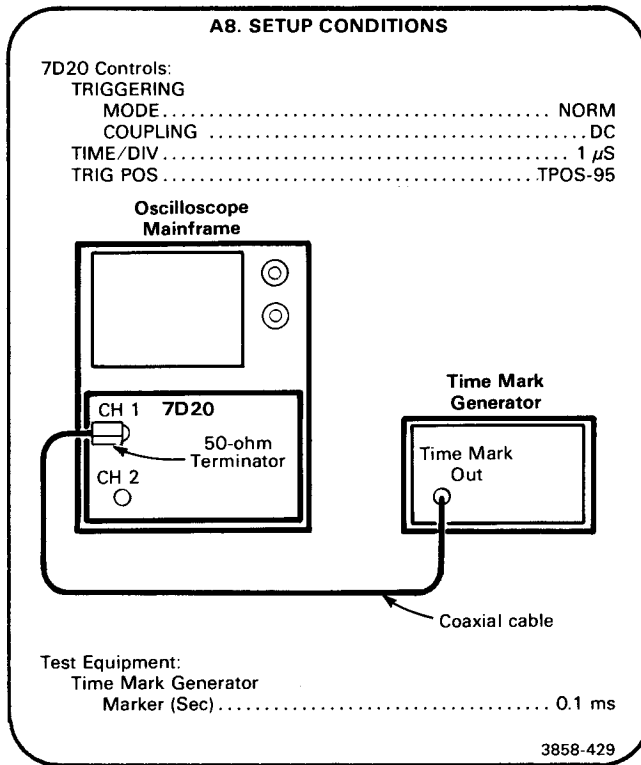 A8. SETUP CONDITIONS
7D20 Controls:
TRIGGERING
MODE................................................ NORM
COUPLING ................................................ DC
TIME/DIV................................................ 1 µS
TRIG POS................................................ TPOS-95
Oscilloscope
Mainframe
CH 1 7D20
50-ohm
Terminator
CH 2
Time Mark
Generator
Time Mark
Out
Coaxial cable
Test Equipment:
Time Mark Generator
Marker (Sec)................................................ 0.1 ms
3858-429